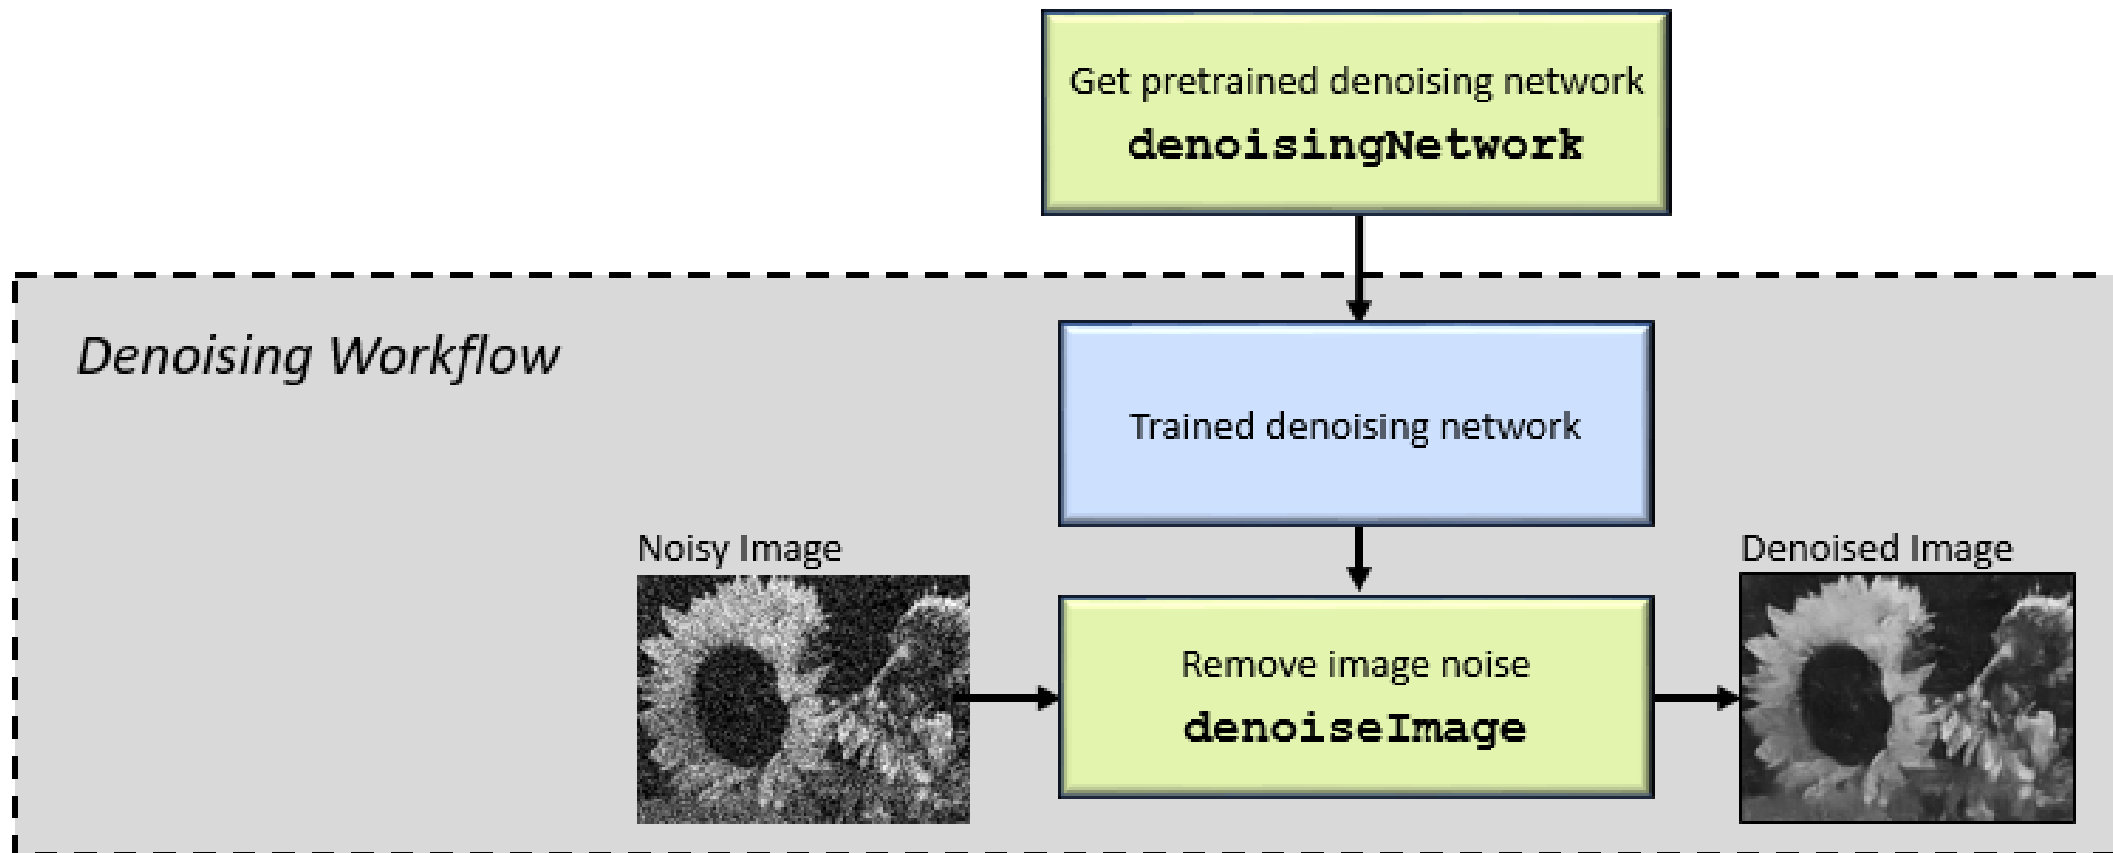 Get pretrained denoising network
denoisingNetwork
Denoising Workflow
Trained denoising network
Noisy Image
Denoised Image
Remove image noise
denoiseImage